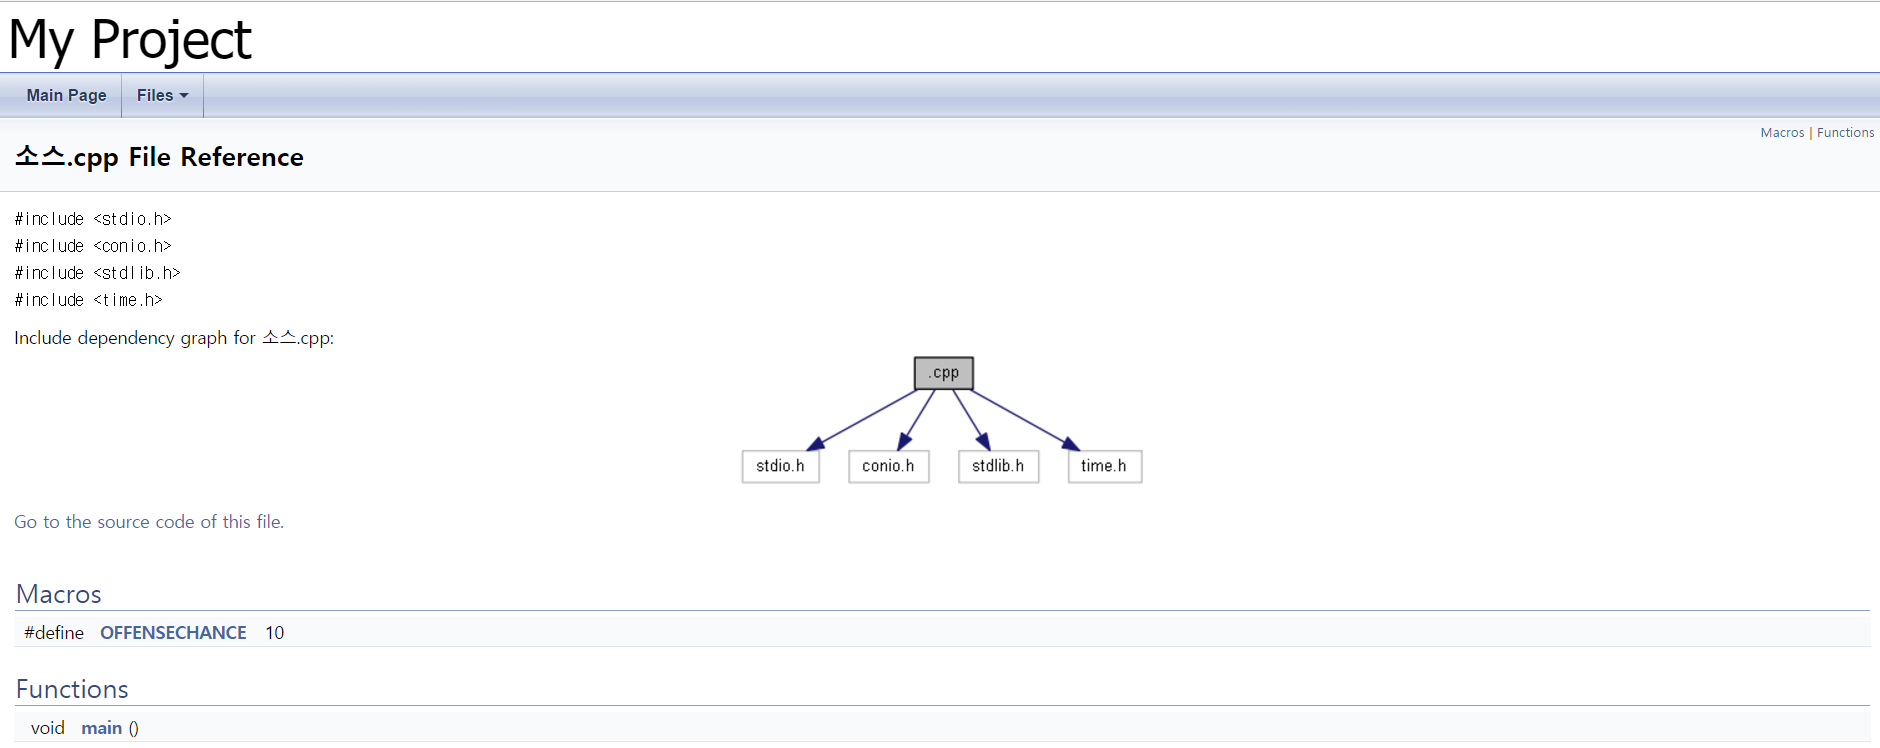 My Project
Main Page Files
Macros | Functions
소스.cpp File Reference
#include <stdio.h>
#include <conio.h>
#include <stdlib.h>
#include <time.h>
Include dependency graph for 소스.cpp:
.cpp
stdio.h conio.h stdlib.h time.h
Go to the source code of this file.
Macros
#define OFFENSECHANCE 10
Functions
void main ()